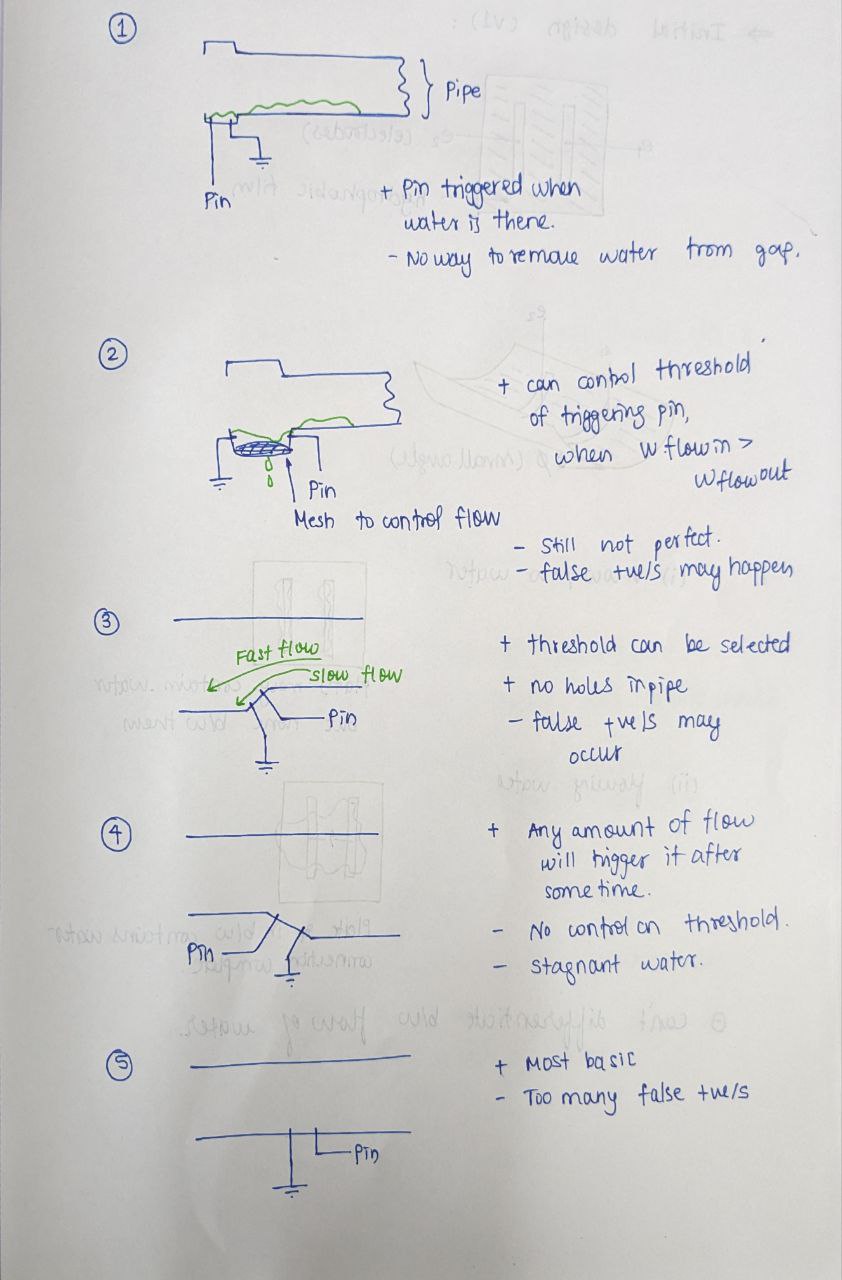 ①
Pipe
Pin
+ Pin triggered when
water is there.
- No way to remove water from gap.
②
+ can control threshold
of triggering pin,
when W flow in >
W flow out
Pin
Mesh to control flow
- Still not perfect.
- false +ve/s may happen
③
Fast flow
slow flow
Pin
+ threshold can be selected
+ no holes in pipe
- false +ve/s may
occur
④
Pin
+ Any amount of flow
will trigger it after
some time.
- No control on threshold.
- stagnant water.
⑤
Pin
+ Most basic
- Too many false +ve/s